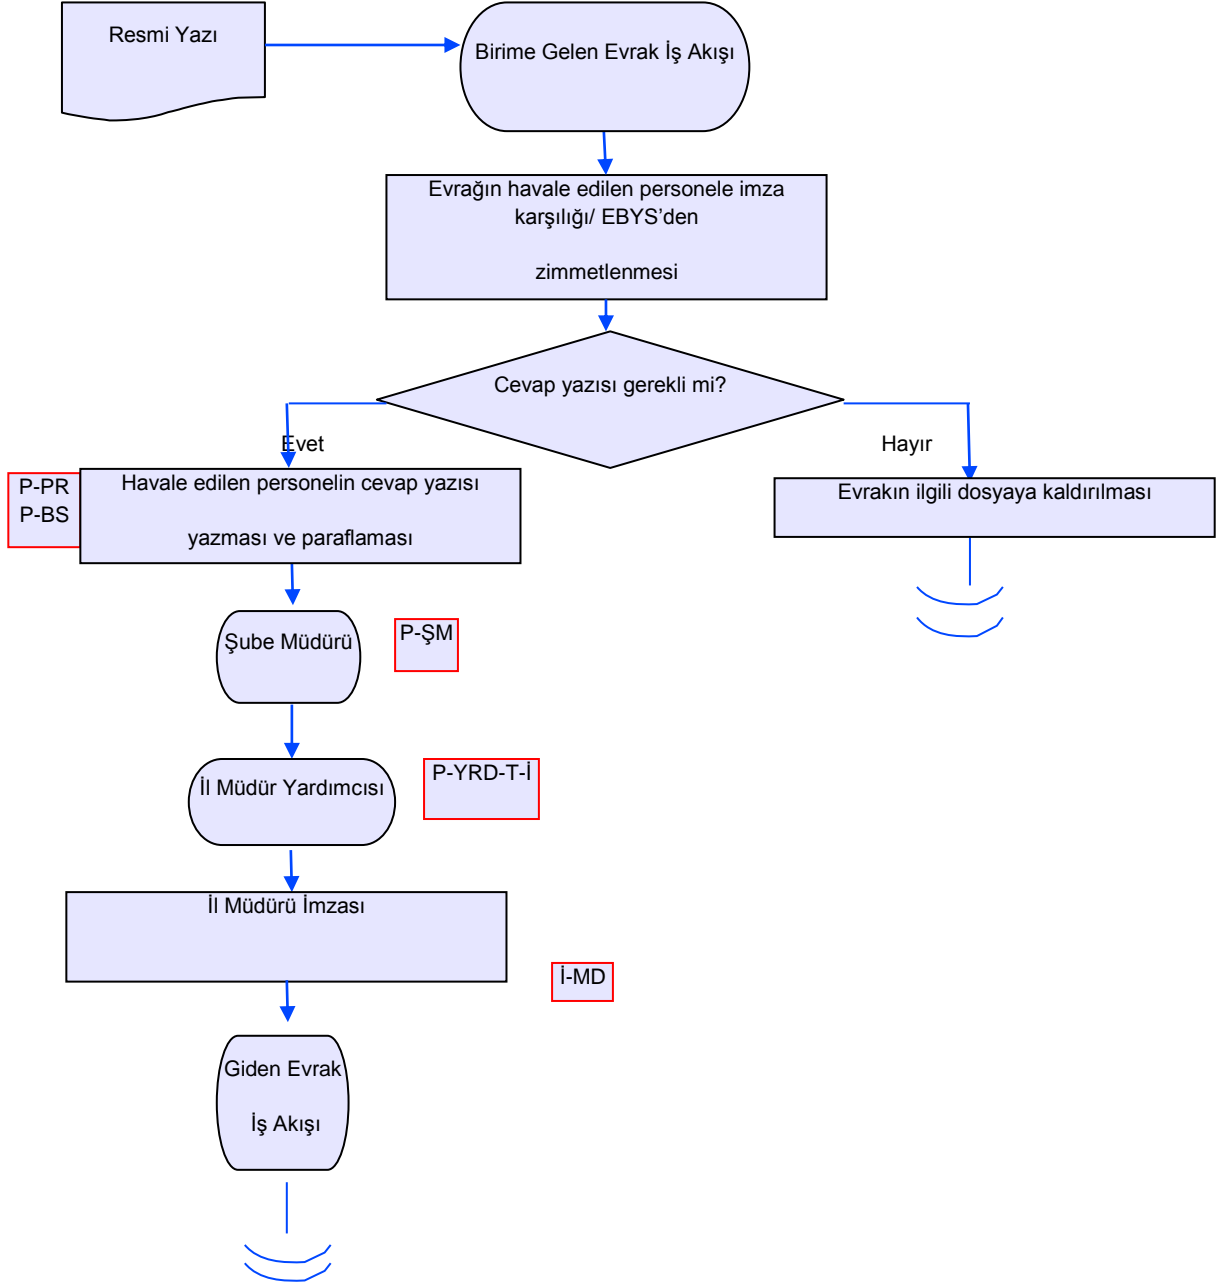 Resmi Yazı
Birime Gelen Evrak İş Akışı
Evrağın havale edilen personele imza
karşılığı/ EBYS’den
zimmetlenmesi
Cevap yazısı gerekli mi?
Evet
Hayır
P-PR
P-BS
Havale edilen personelin cevap yazısı
yazması ve paraflaması
Evrakın ilgili dosyaya kaldırılması
Şube Müdürü
P-ŞM
İl Müdür Yardımcısı
P-YRD-T-İ
İl Müdürü İmzası
İ-MD
Giden Evrak
İş Akışı